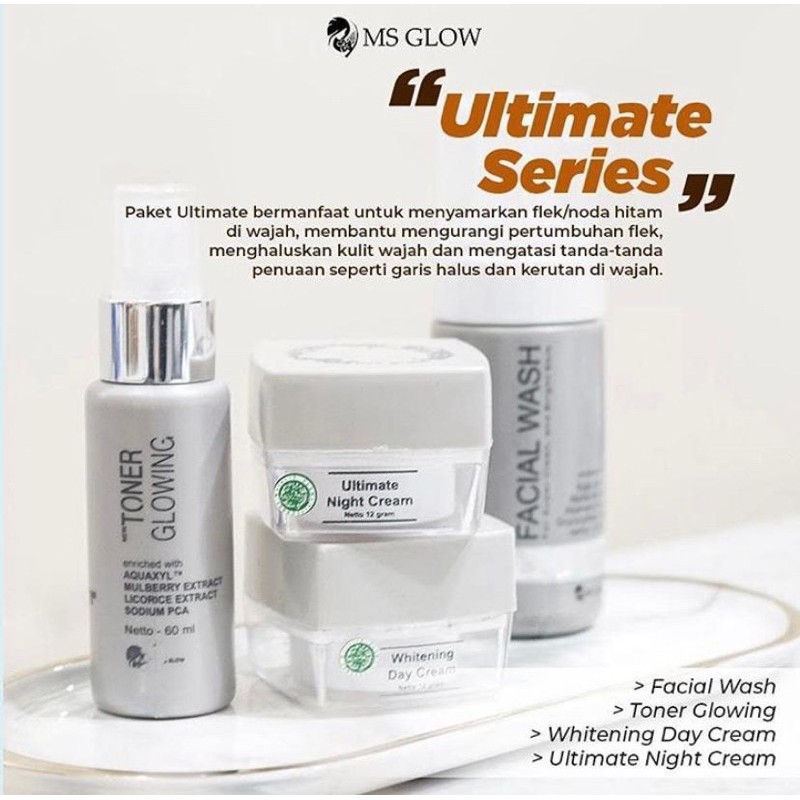 MS GLOW
“Ultimate
Series”
Paket Ultimate bermanfaat untuk menyamarkan flek/noda hitam
di wajah, membantu mengurangi pertumbuhan flek,
menghaluskan kulit wajah dan mengatasi tanda-tanda
penuaan seperti garis halus dan kerutan di wajah.
TONER
GLOWING
enriched with
AQUAXYL™
MULBERRY EXTRACT
LICORICE EXTRACT
SODIUM PCA
Netto - 60 ml
GLOW
Ultimate
Night Cream
Netto 12 gram
Whitening
Day Cream
FACIAL WASH
> Facial Wash
> Toner Glowing
> Whitening Day Cream
> Ultimate Night Cream